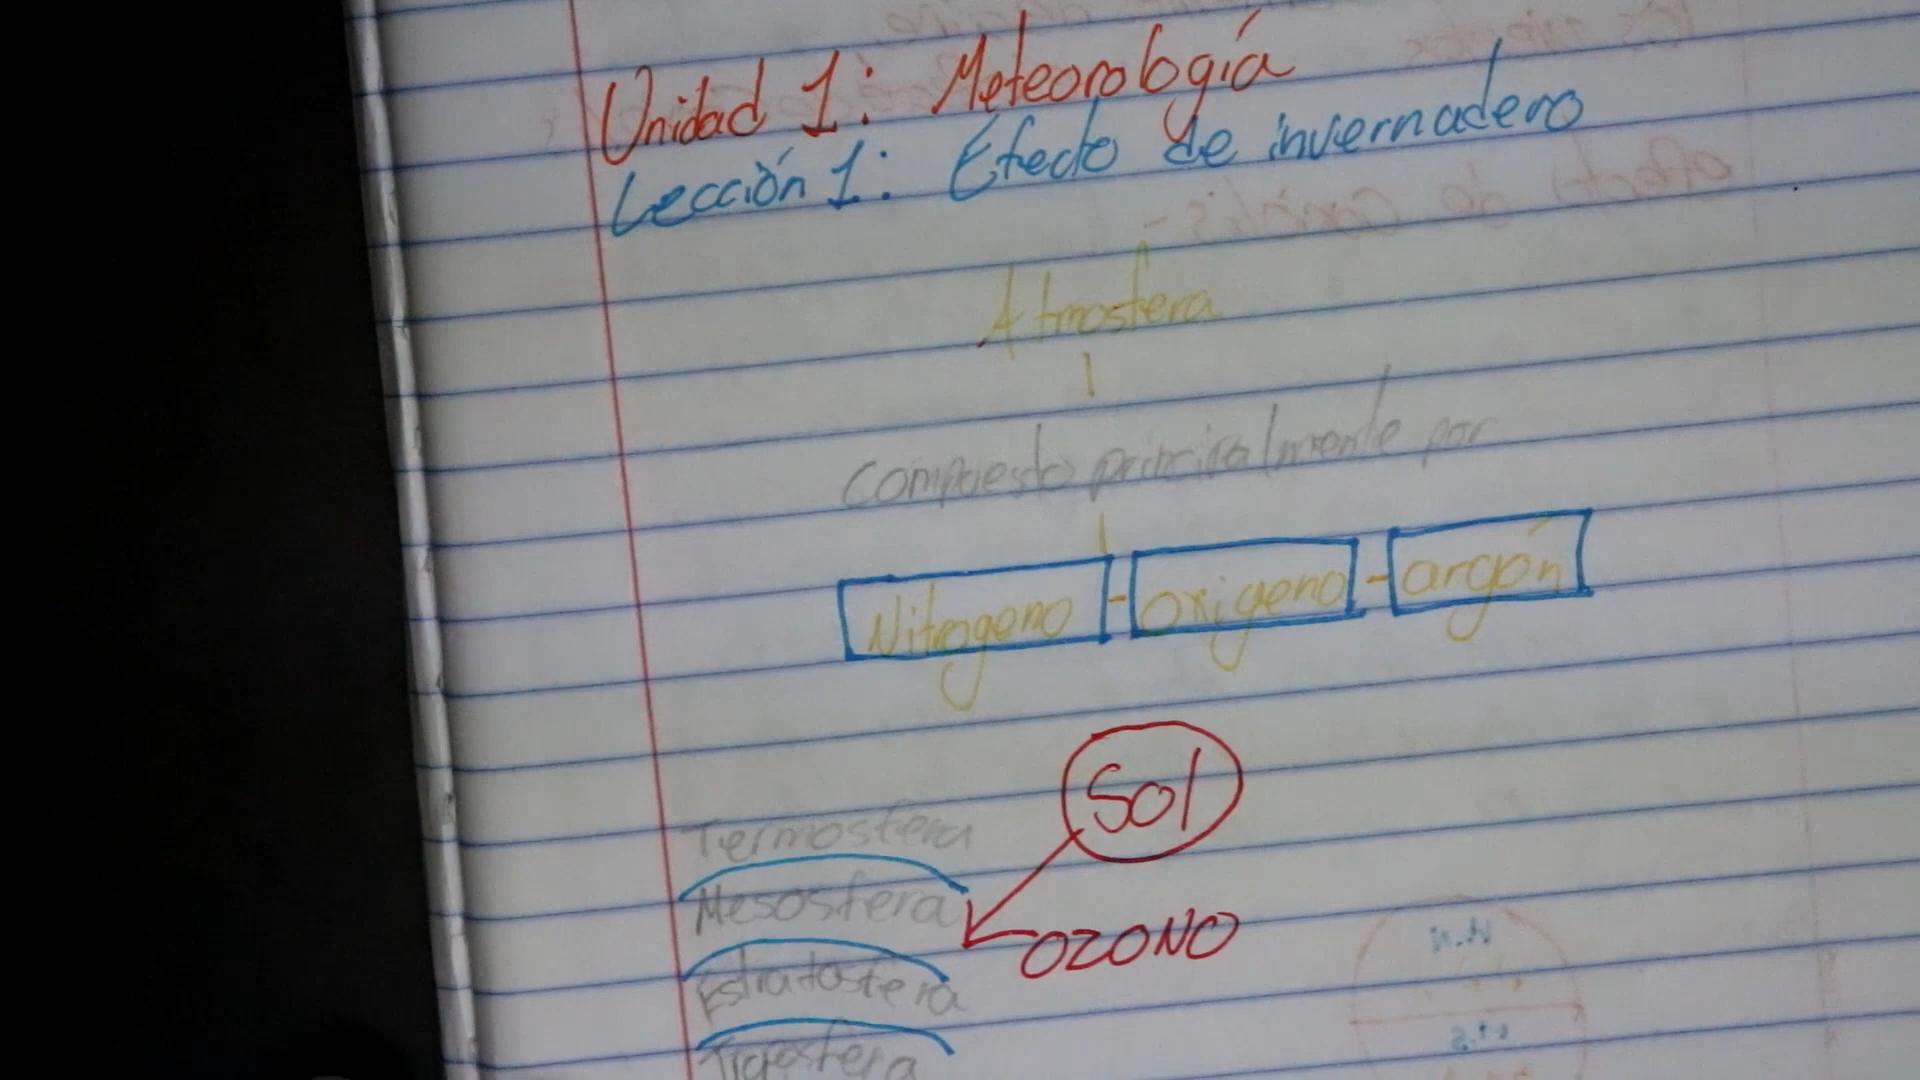 Unidad 1: Meteorología
Lección 1: Efecto de invernadero
Atmosfera
compuesto principalmente por
Nitrogeno - oxigeno - argón
Sol
Termosfera
Mesosfera
OZONO
Estratosfera